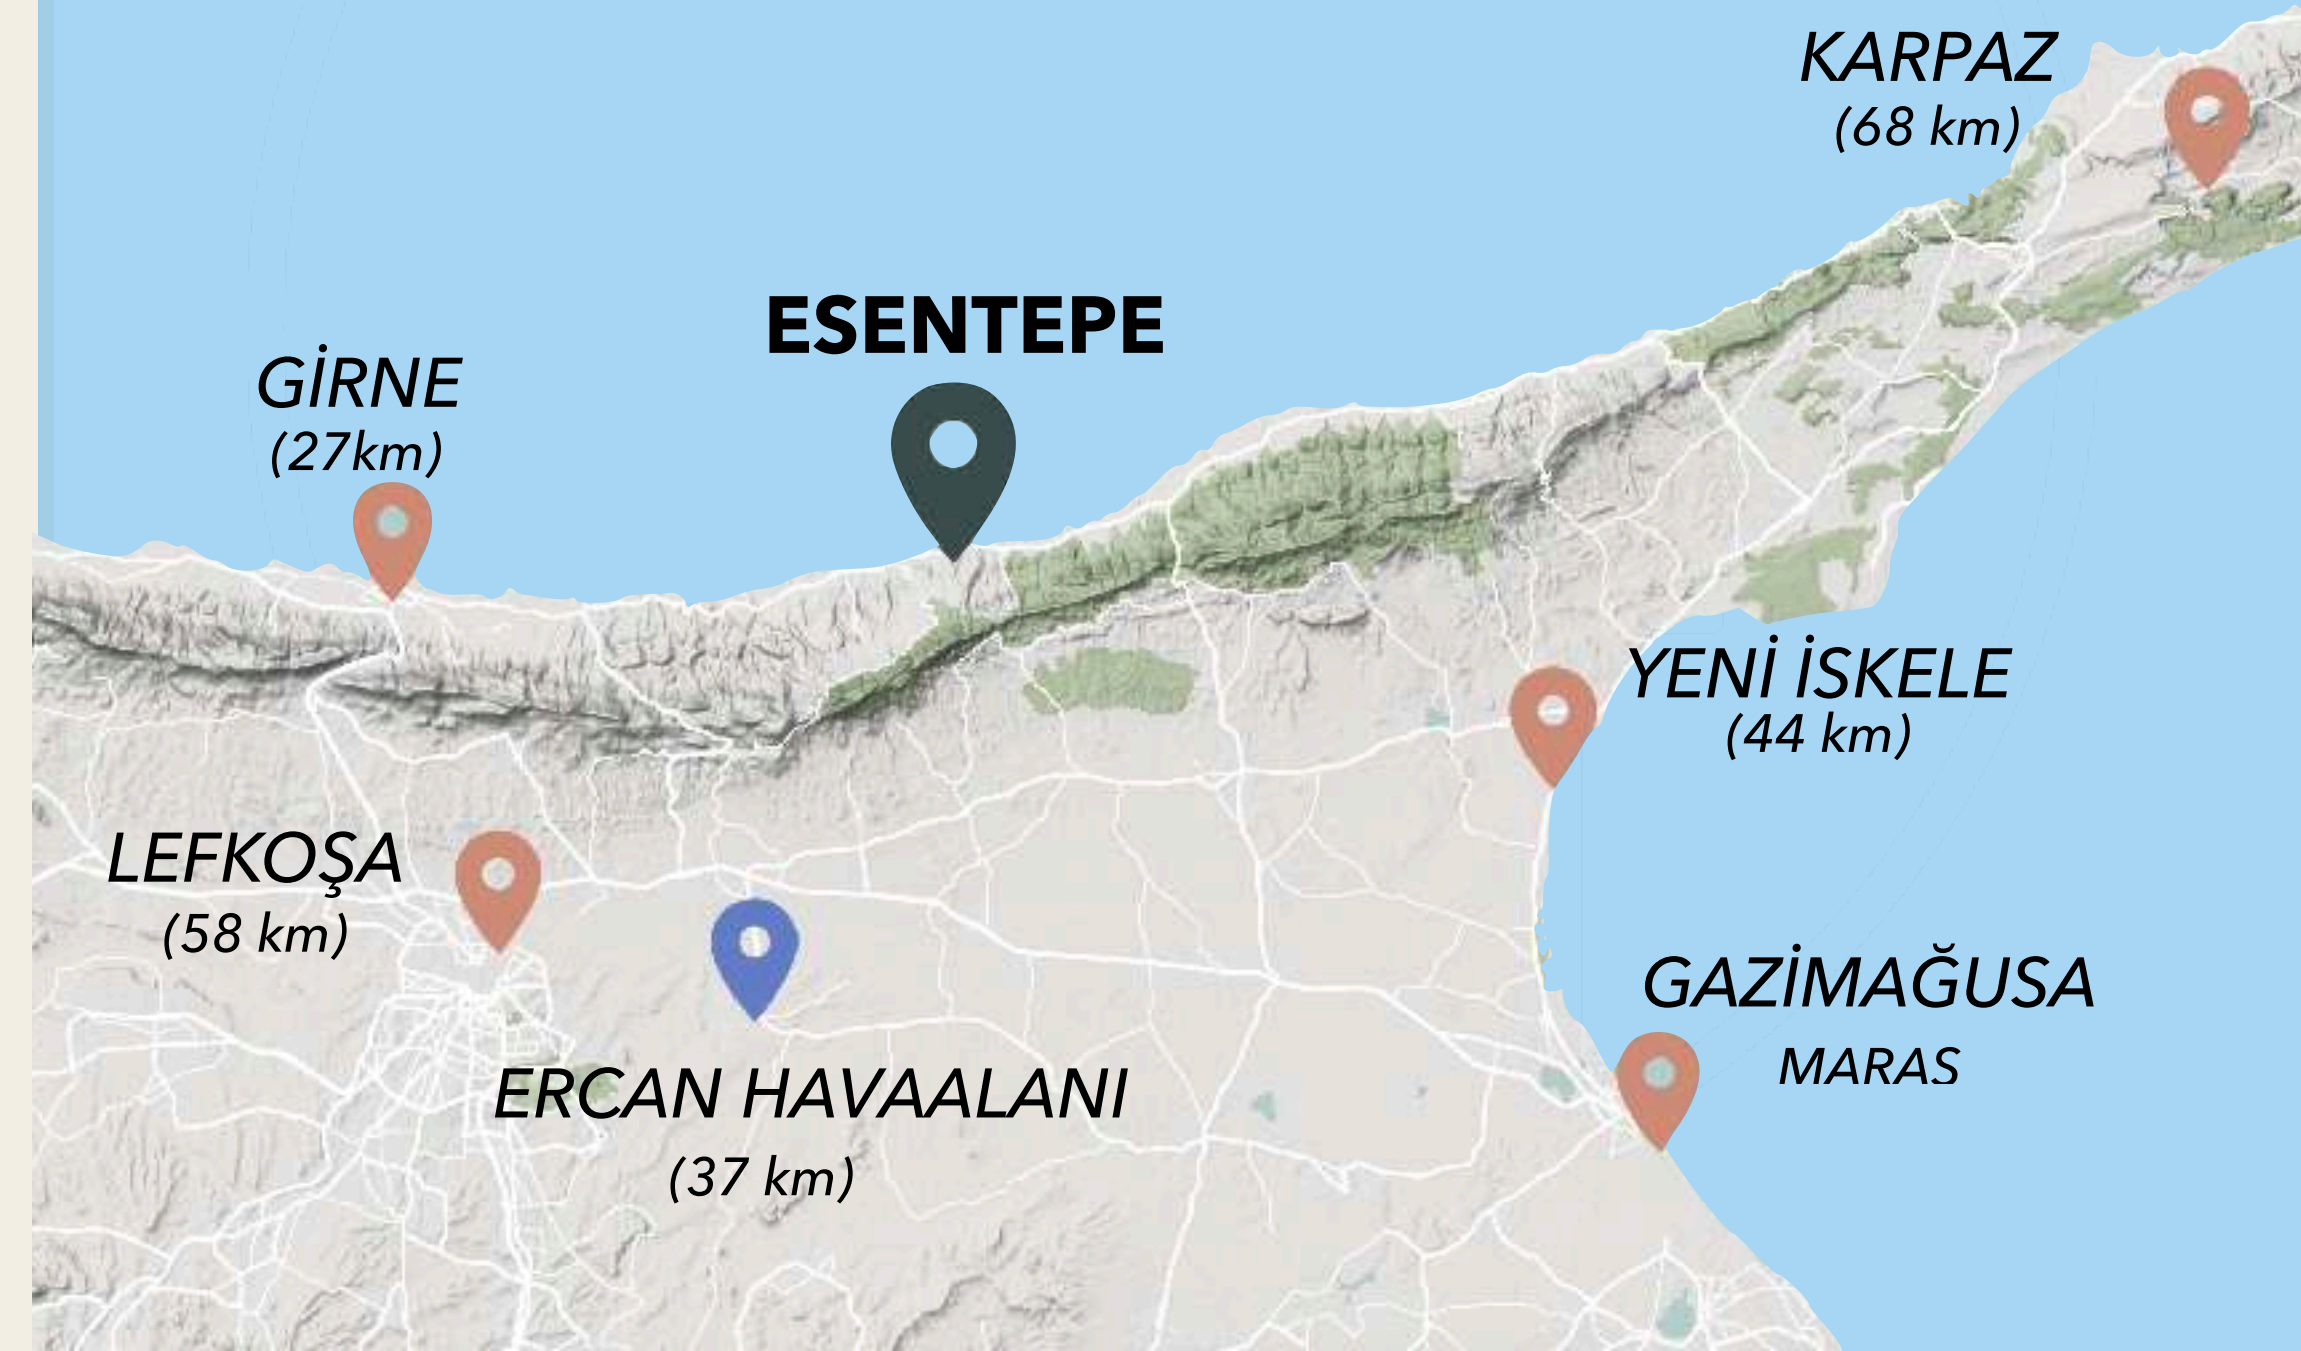 KARPAZ
(68 km)
ESENTEPE
GİRNE
(27km)
YENİ İSKELE
(44 km)
LEFKOŞA
(58 km)
GAZİMAĞUSA
MARAS
ERCAN HAVAALANI
(37 km)